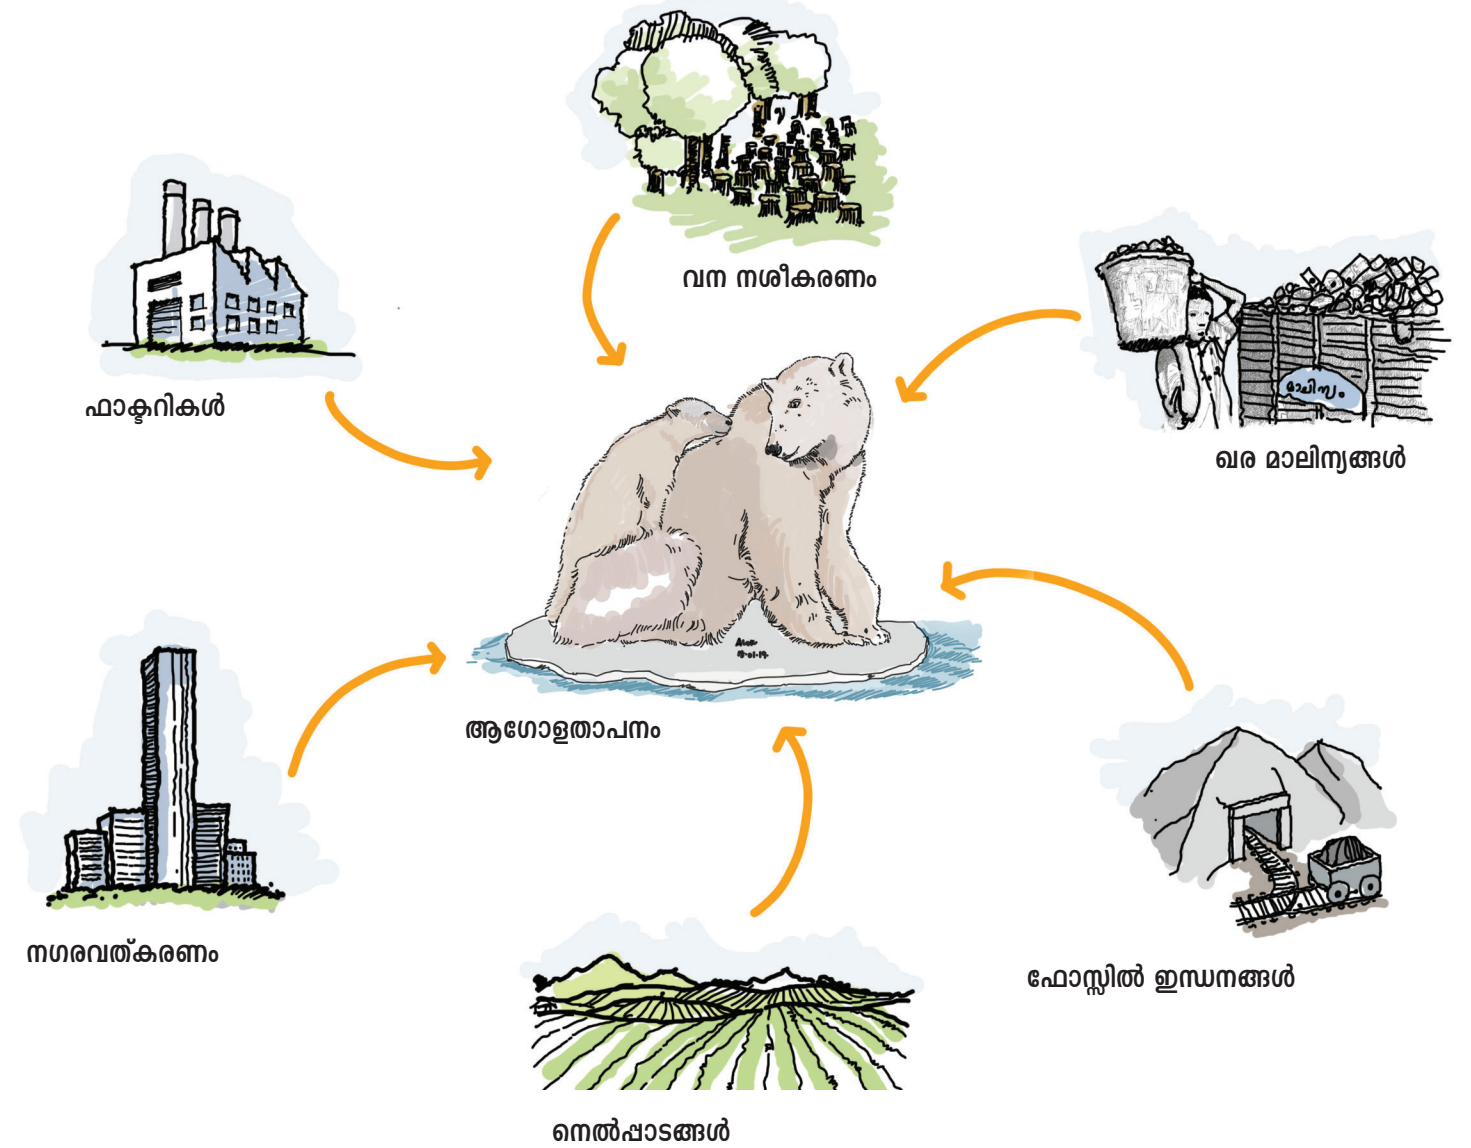 വന നശീകരണം
ഫാക്ടറികൾ
മാലിന്യം
ഖര മാലിന്യങ്ങൾ
ആഗോളതാപനം
നഗരവത്കരണം
ഫോസ്സിൽ ഇന്ധനങ്ങൾ
നെൽപ്പാടങ്ങൾ